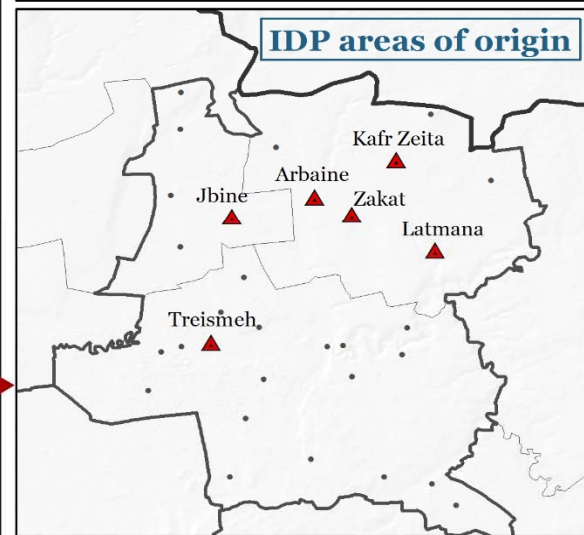 IDP areas of origin
Kafr Zeita
Arbaine
Zakat
Jbine
Latmana
Treismeh